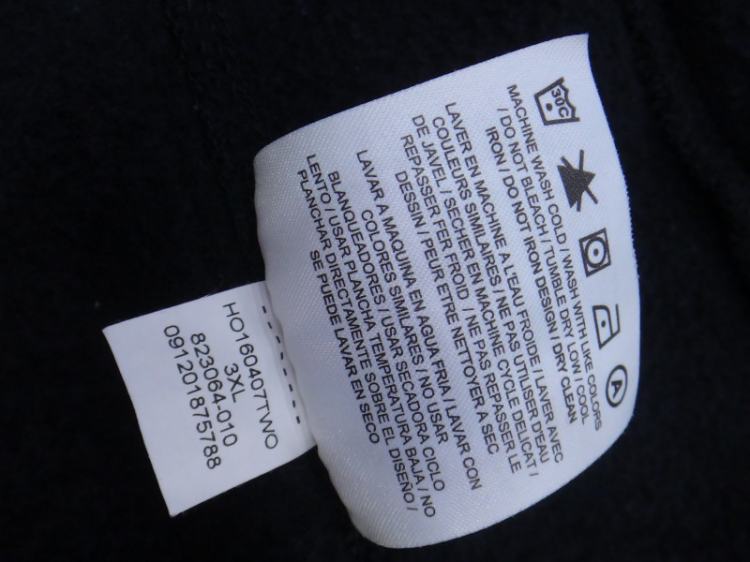 30C
A
MACHINE WASH COLD / WASH WITH LIKE COLORS
/ DO NOT BLEACH / TUMBLE DRY LOW / COOL
IRON / DO NOT IRON DESIGN / DRY CLEAN
LAVER EN MACHINE A L'EAU FROIDE / LAVER AVEC
COULEURS SIMILAIRES / NE PAS UTILISER D'EAU
DE JAVEL / SECHER EN MACHINE CYCLE DELICAT /
REPASSER FER FROID / NE PAS REPASSER LE
DESSIN / PEUR ETRE NETTOYER A SEC
LAVAR A MAQUINA EN AGUA FRIA / LAVAR CON
COLORES SIMILARES / NO USAR
BLANQUEADORES / USAR SECADORA CICLO
LENTO / USAR PLANCHA TEMPERATURA BAJA / NO
PLANCHAR DIRECTAMENTE SOBRE EL DISEÑO /
SE PUEDE LAVAR EN SECO
HO160407TWO
3XL
823064-010
091201875788